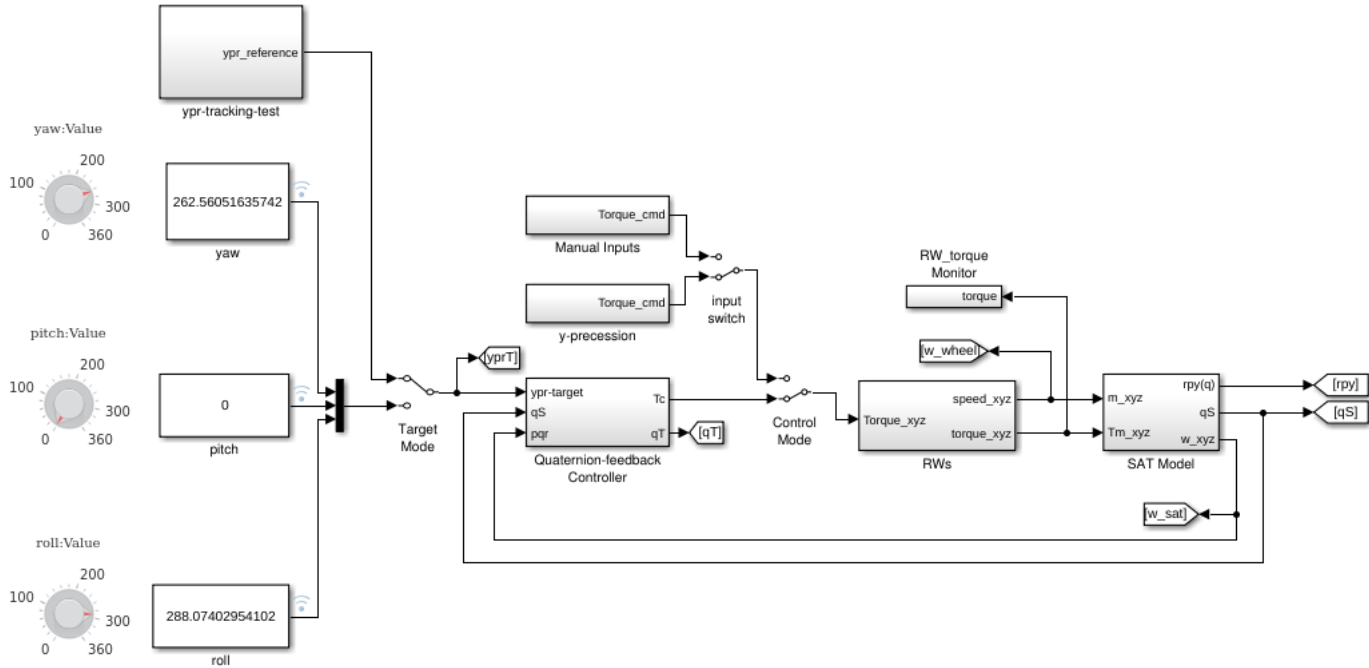 ypr_reference
ypr-tracking-test
yaw:Value
200
100
300
0
360
262.56051635742
yaw
pitch:Value
200
100
300
0
360
0
pitch
roll:Value
200
100
300
0
360
288.07402954102
roll
Target
Mode
[yprT]
Torque_cmd
Manual Inputs
Torque_cmd
y-precession
input
switch
ypr-target
qS
pqr
Tc
qT
Quaternion-feedback
Controller
[qT]
Control
Mode
RW_torque
Monitor
torque
[w_wheel]
Torque_xyz
speed_xyz
torque_xyz
RWs
m_xyz
Tm_xyz
rpy(q)
qS
w_xyz
SAT Model
[rpy]
[qS]
[w_sat]